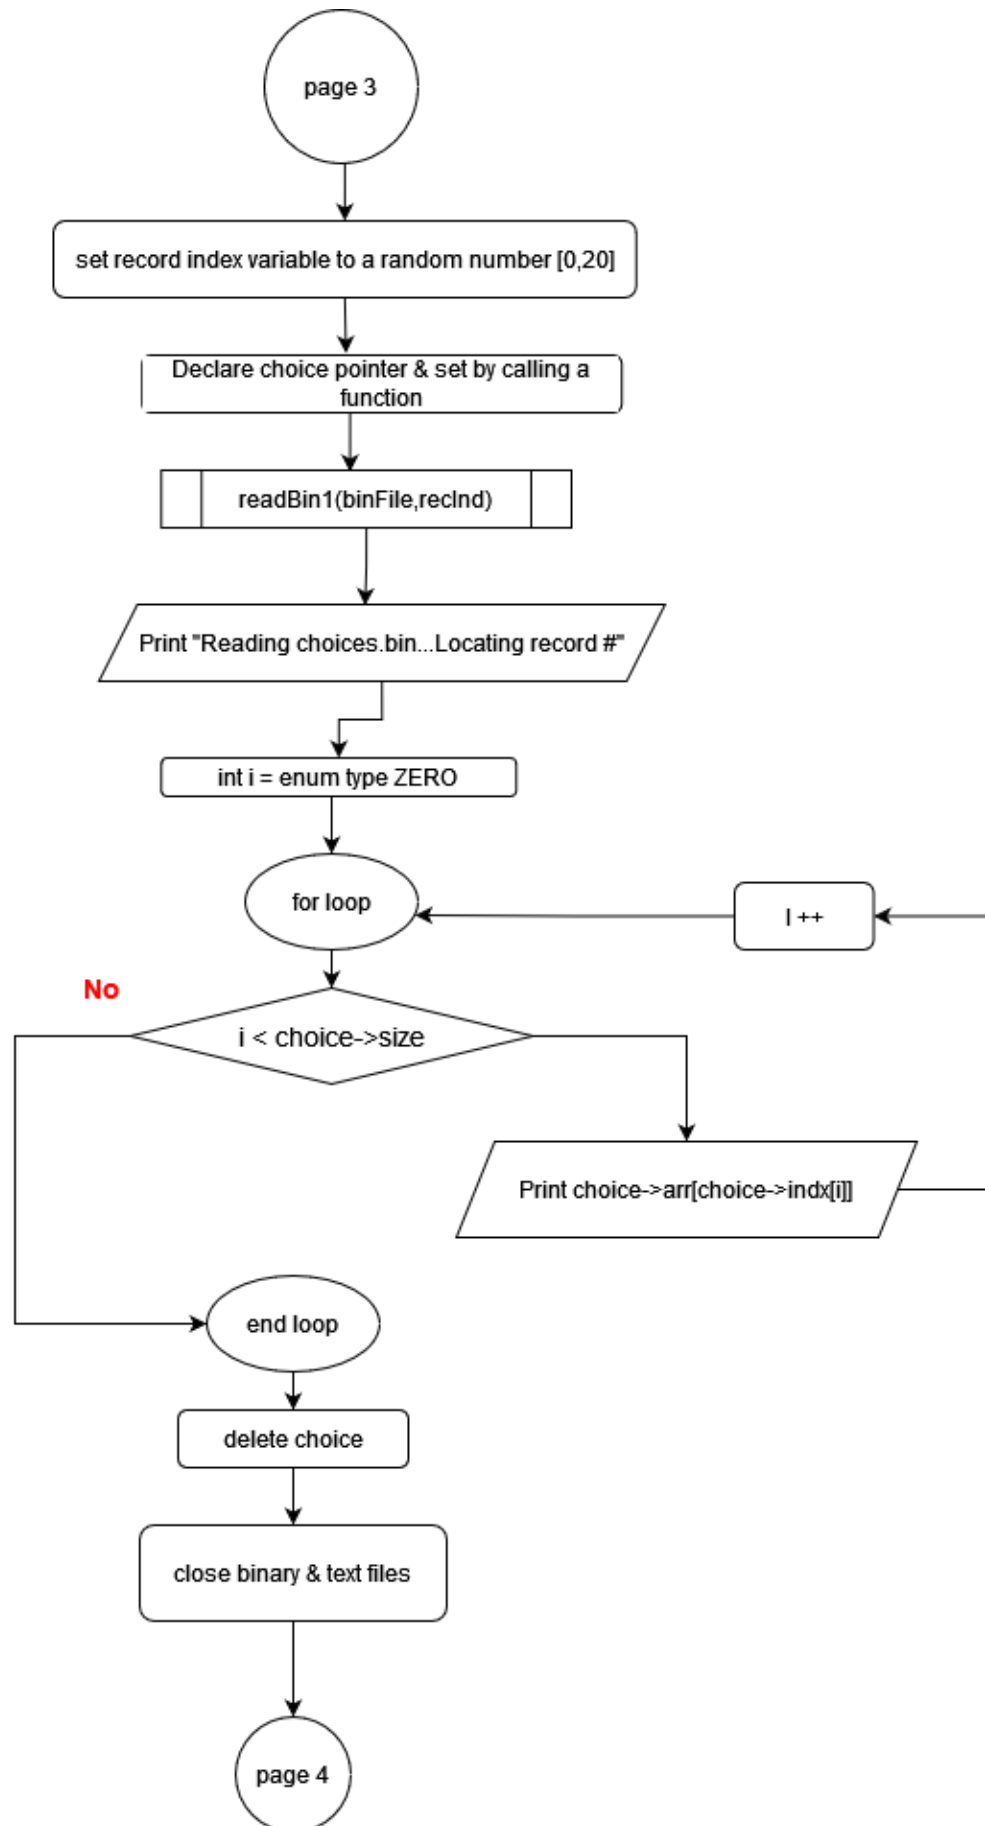 page 3
set record index variable to a random number [0,20]
Declare choice pointer & set by calling a
function
readBin1(binFile,recInd)
Print "Reading choices.bin...Locating record #"
int i = enum type ZERO
for loop
I ++
No
i < choice->size
Print choice->arr[choice->indx[i]]
end loop
delete choice
close binary & text files
page 4